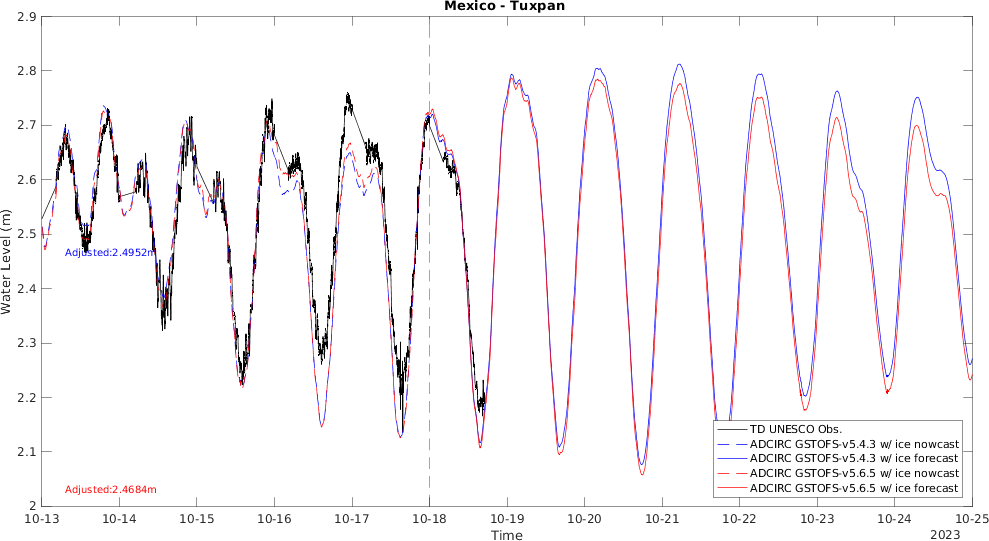 Mexico - Tuxpan
2.9
2.8
2.7
2.6
2.5
2.4
2.3
2.2
2.1
2
Water Level (m)
Adjusted:2.4952m
Adjusted:2.4684m
TD UNESCO Obs.
ADCIRC GSTOFS-v5.4.3 w/ ice nowcast
ADCIRC GSTOFS-v5.4.3 w/ ice forecast
ADCIRC GSTOFS-v5.6.5 w/ ice nowcast
ADCIRC GSTOFS-v5.6.5 w/ ice forecast
10-13 10-14 10-15 10-16 10-17 10-18 10-19 10-20 10-21 10-22 10-23 10-24 10-25
Time
2023